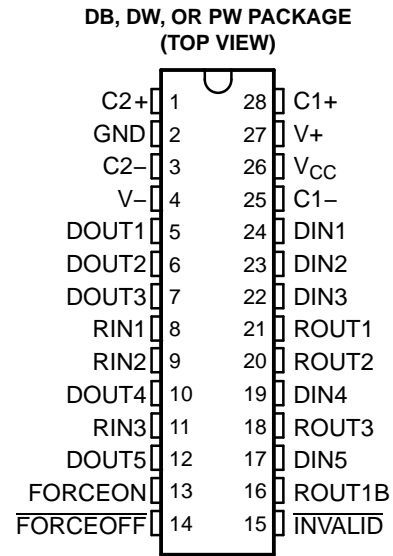 DB, DW, OR PW PACKAGE
(TOP VIEW)
C2+ 1 28 C1+
GND 2 27 V+
C2− 3 26 VCC
V− 4 25 C1−
DOUT1 5 24 DIN1
DOUT2 6 23 DIN2
DOUT3 7 22 DIN3
RIN1 8 21 ROUT1
RIN2 9 20 ROUT2
DOUT4 10 19 DIN4
RIN3 11 18 ROUT3
DOUT5 12 17 DIN5
FORCEON 13 16 ROUT1B
FORCEOFF 14 15 INVALID